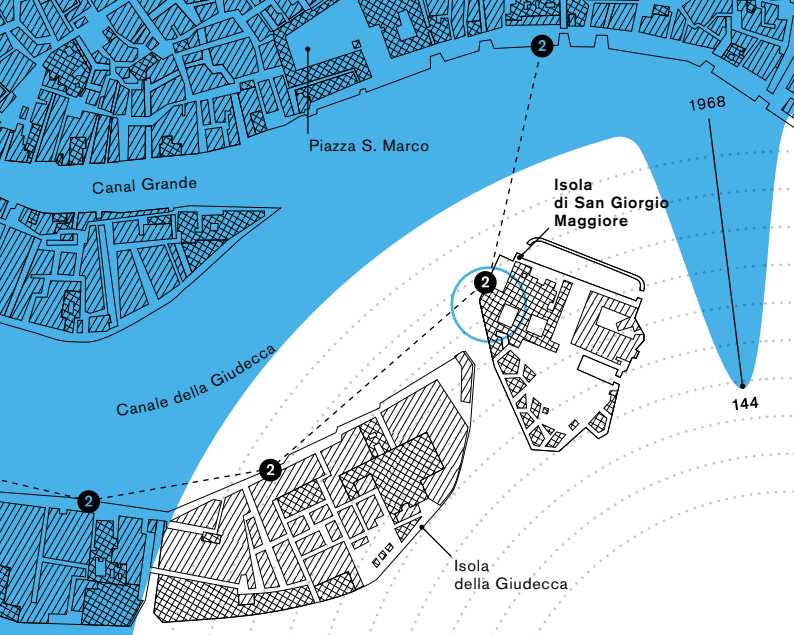 2
1968
Piazza S. Marco
Canal Grande
Isola
di San Giorgio
Maggiore
2
Canale della Giudecca
144
2
2
Isola
della Giudecca